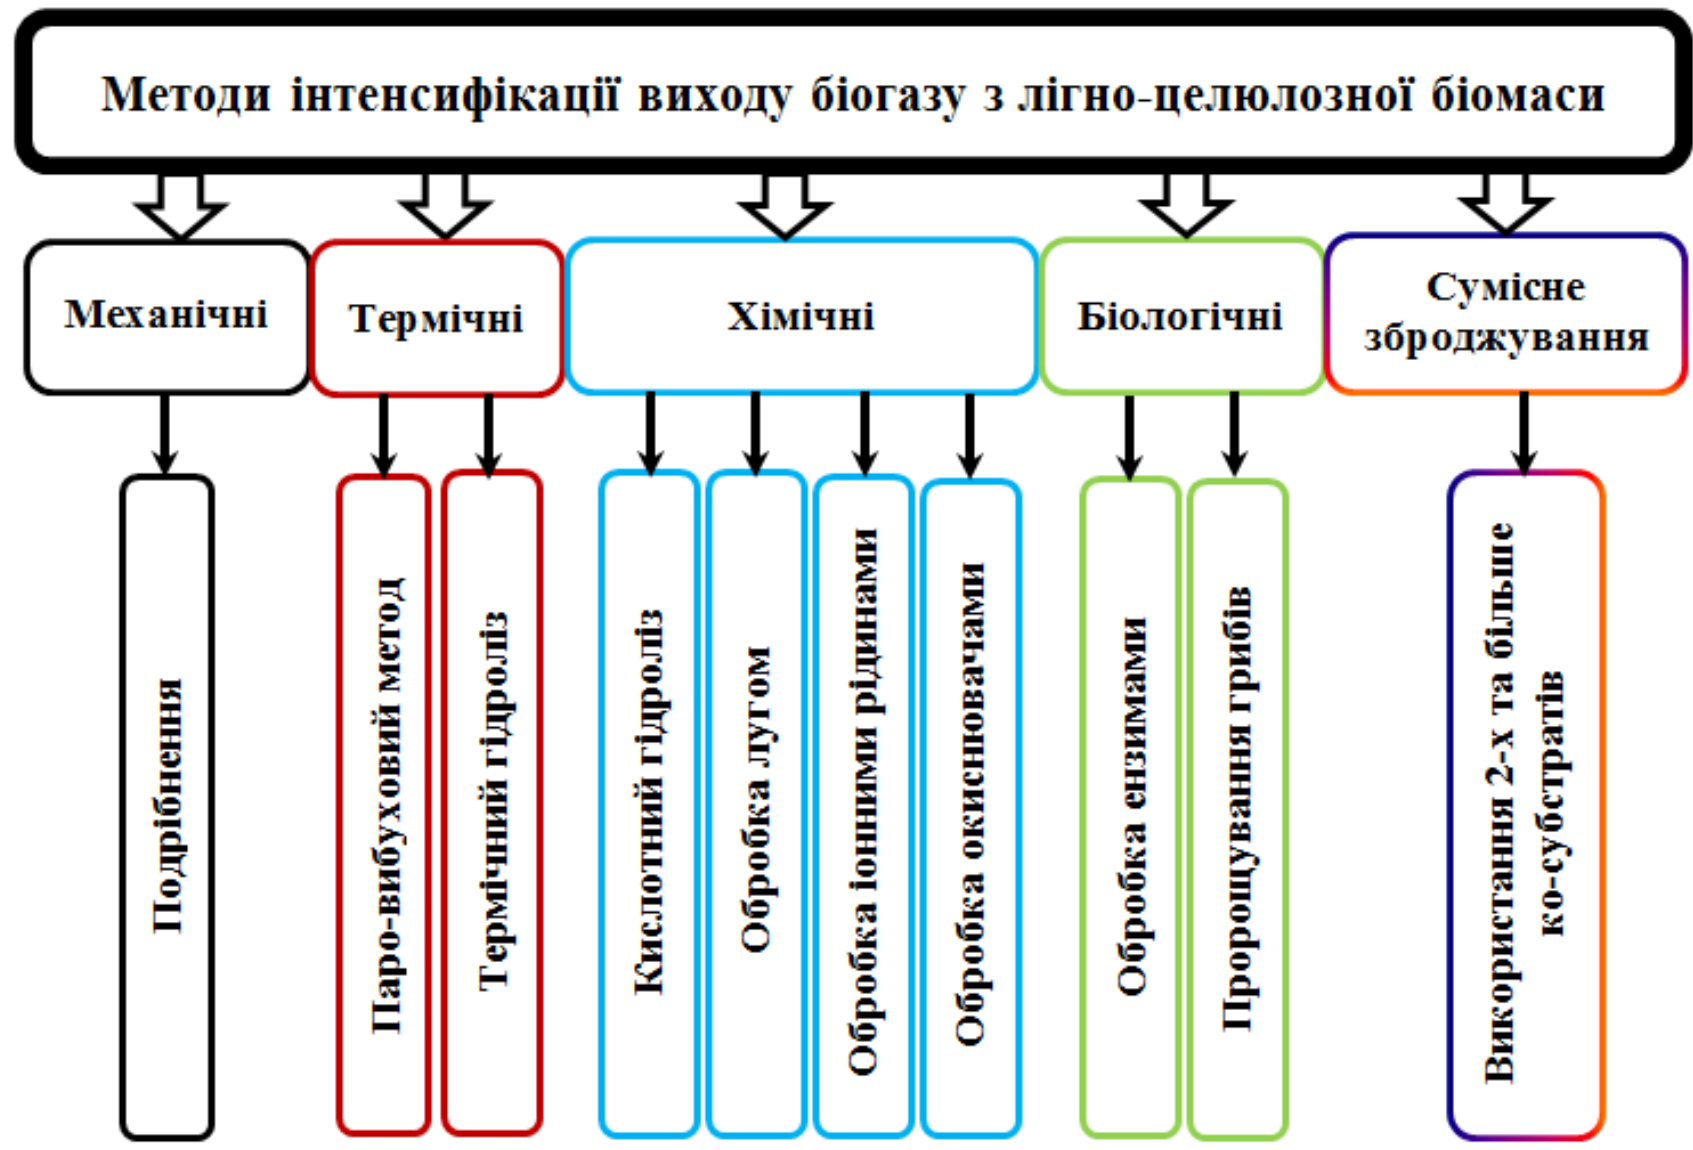 Методи інтенсифікації виходу біогазу з лігно-целюлозної біомаси
Механічні
Термічні
Хімічні
Біологічні
Сумісне
зброджування
Подрібнення
Паро-вибуховий метод
Термічний гідроліз
Кислотний гідроліз
Обробка лугом
Обробка іонними рідинами
Обробка окиснювачами
Обробка ензимами
Пророщування грибів
Використання 2-х та більше
ко-субстратів